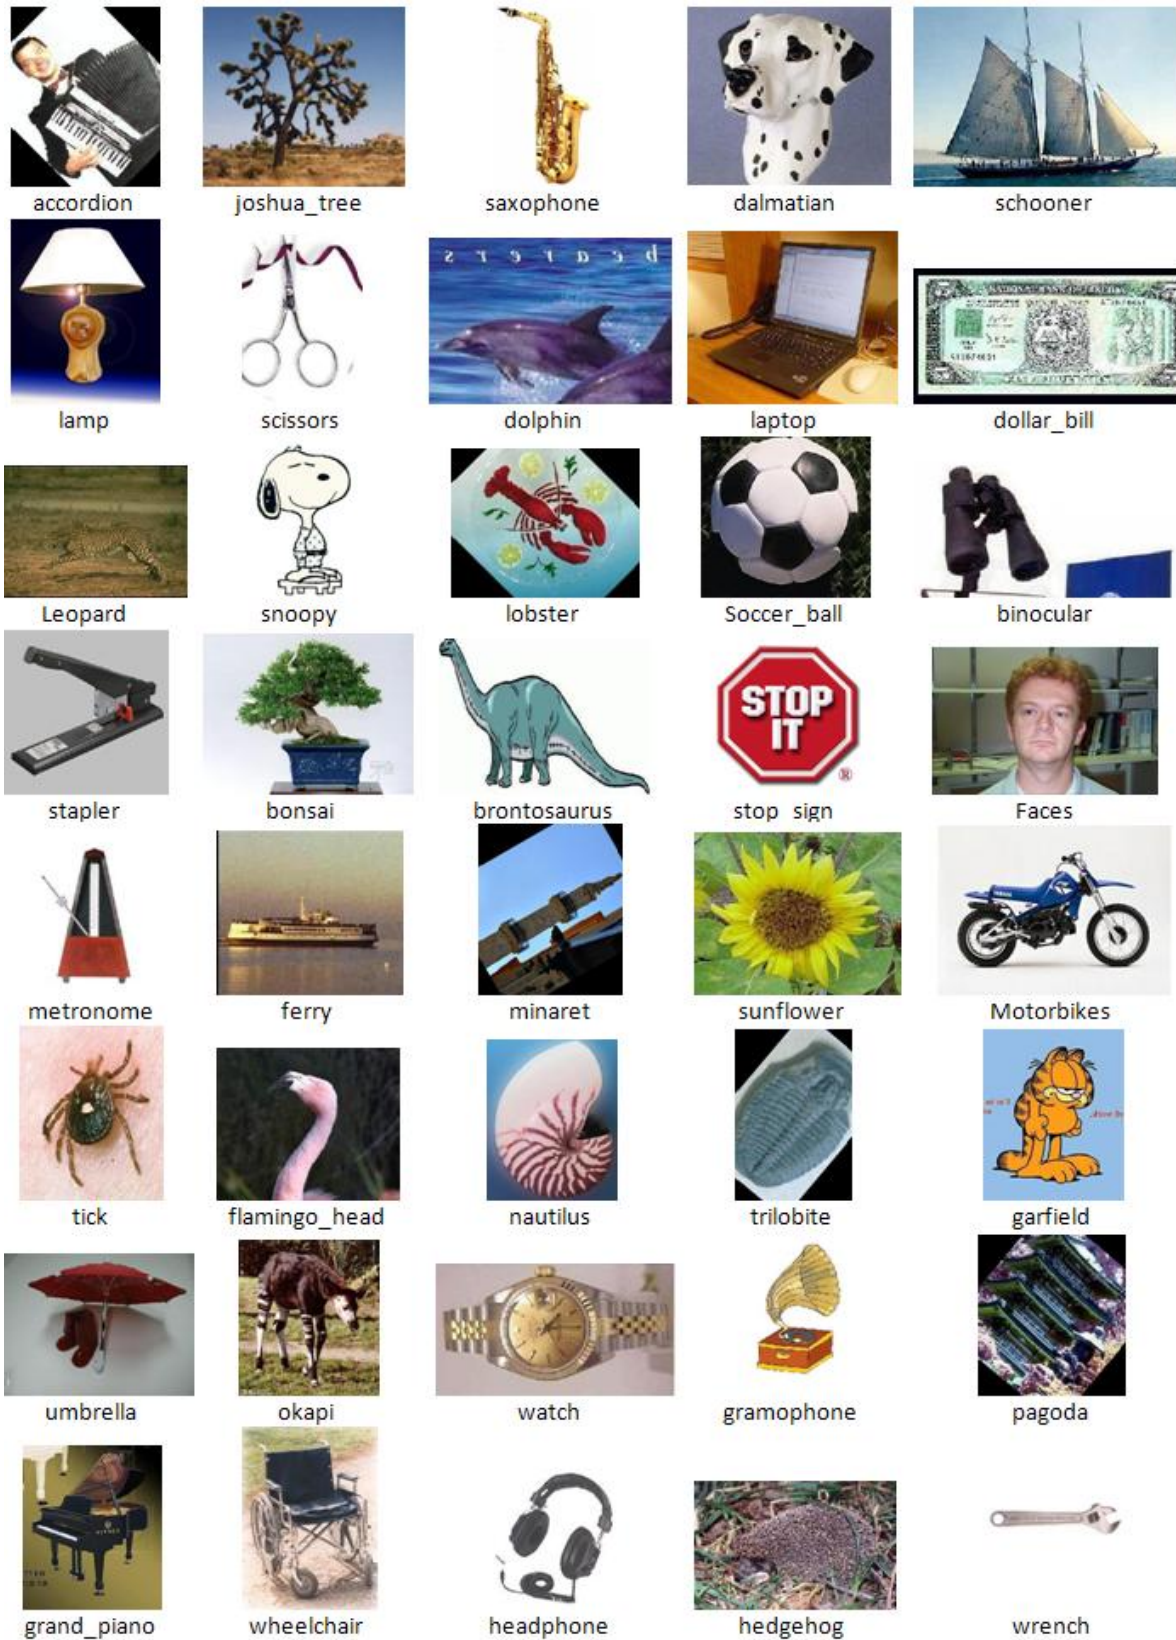 accordion
joshua_tree
saxophone
dalmatian
schooner
lamp
scissors
bearers
dolphin
laptop
dollar_bill
Leopard
snoopy
lobster
Soccer_ball
binocular
stapler
bonsai
brontosaurus
STOP
IT
®
stop_sign
Faces
metronome
ferry
minaret
sunflower
YAMAHA
Motorbikes
tick
flamingo_head
nautilus
trilobite
garfield
umbrella
okapi
watch
gramophone
pagoda
grand_piano
wheelchair
headphone
hedgehog
wrench